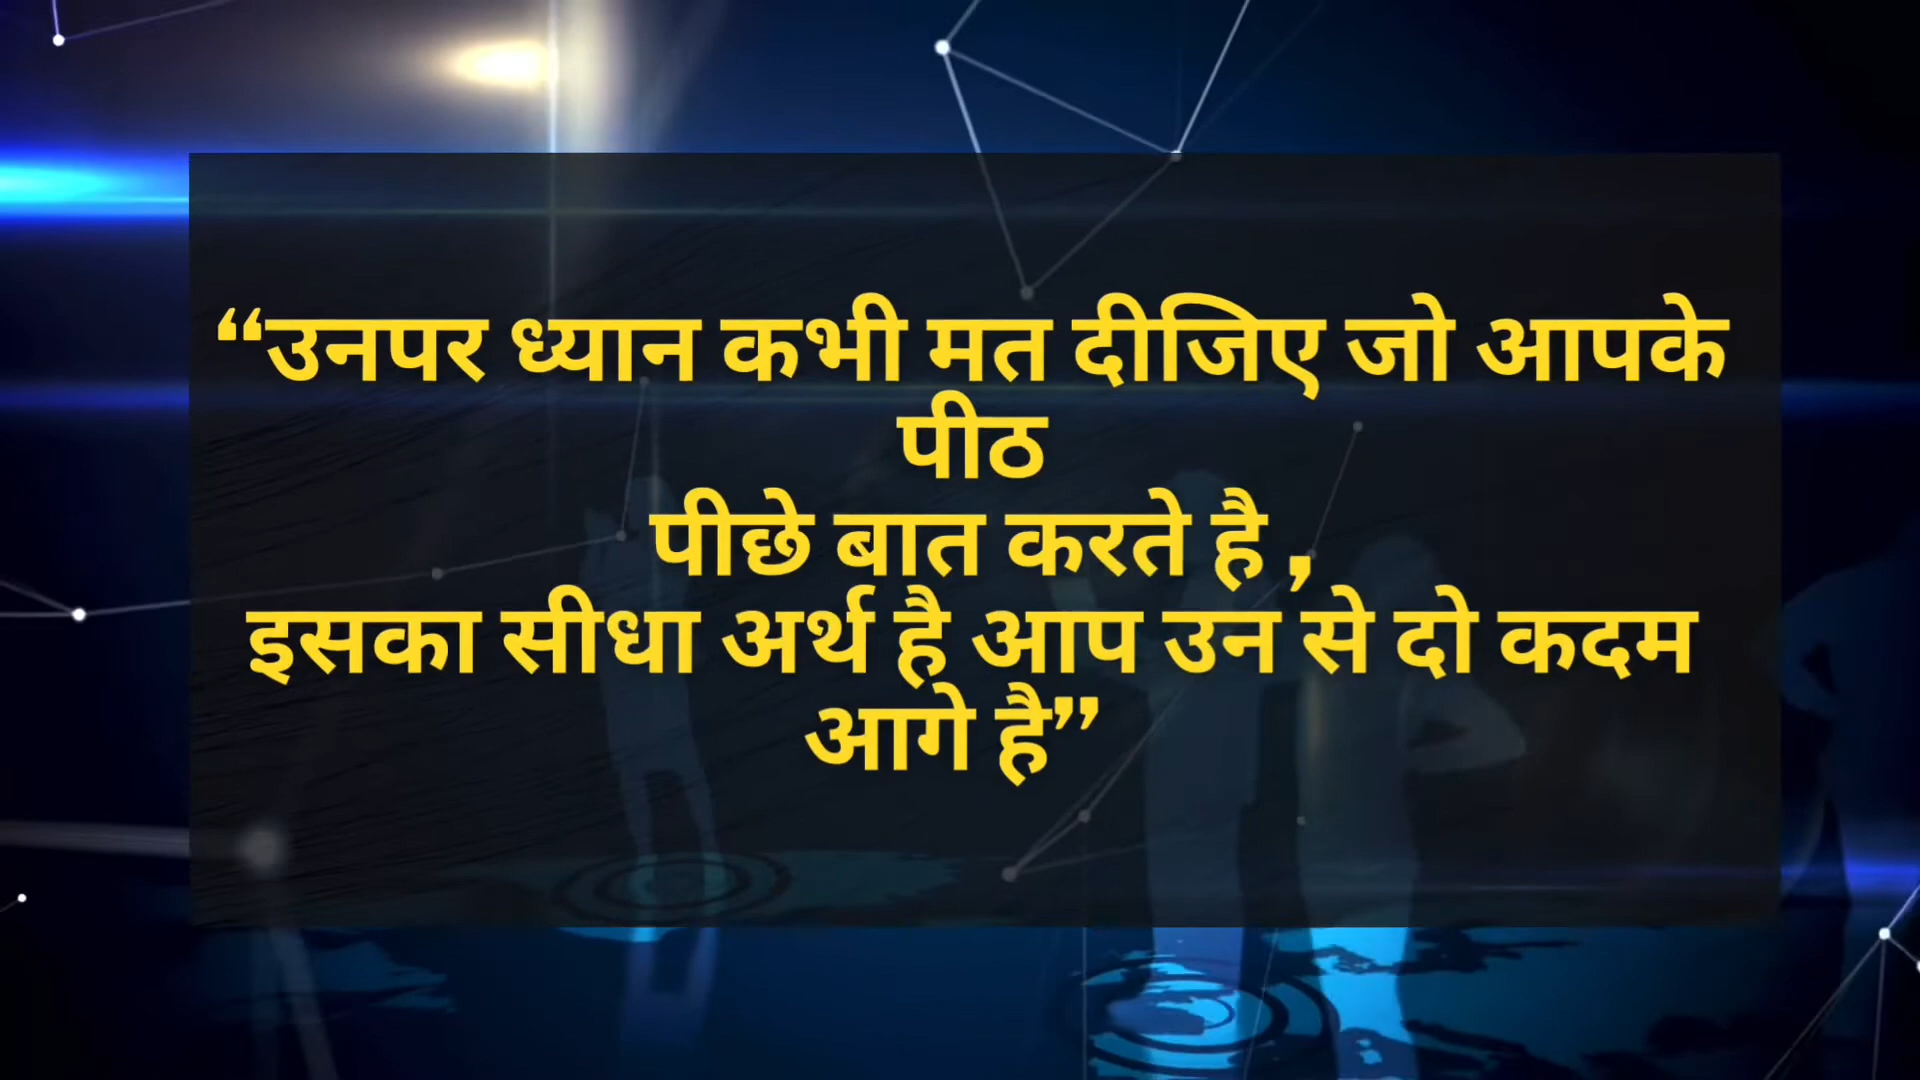 “उनपर ध्यान कभी मत दीजिए जो आपके
पीठ
पीछे बात करते है ,
इसका सीधा अर्थ है आप उन से दो कदम
आगे है”